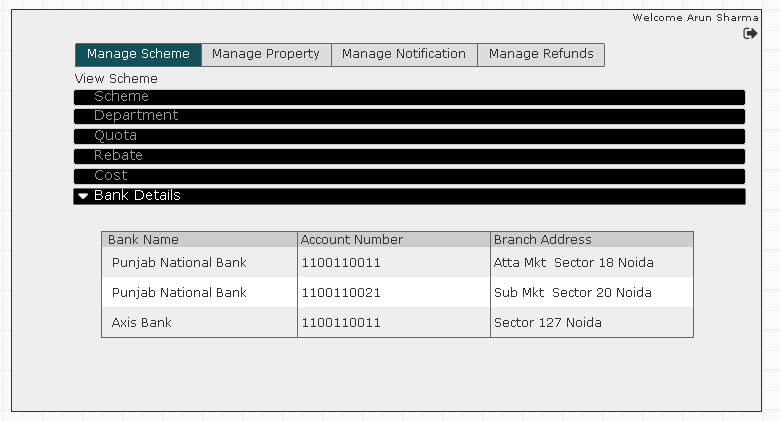 Welcome Arun Sharma
Manage Scheme Manage Property Manage Notification Manage Refunds
View Scheme
Scheme
Department
Quota
Rebate
Cost
Bank Details
Bank Name Account Number Branch Address
Punjab National Bank 1100110011 Atta Mkt Sector 18 Noida
Punjab National Bank 1100110021 Sub Mkt Sector 20 Noida
Axis Bank 1100110011 Sector 127 Noida